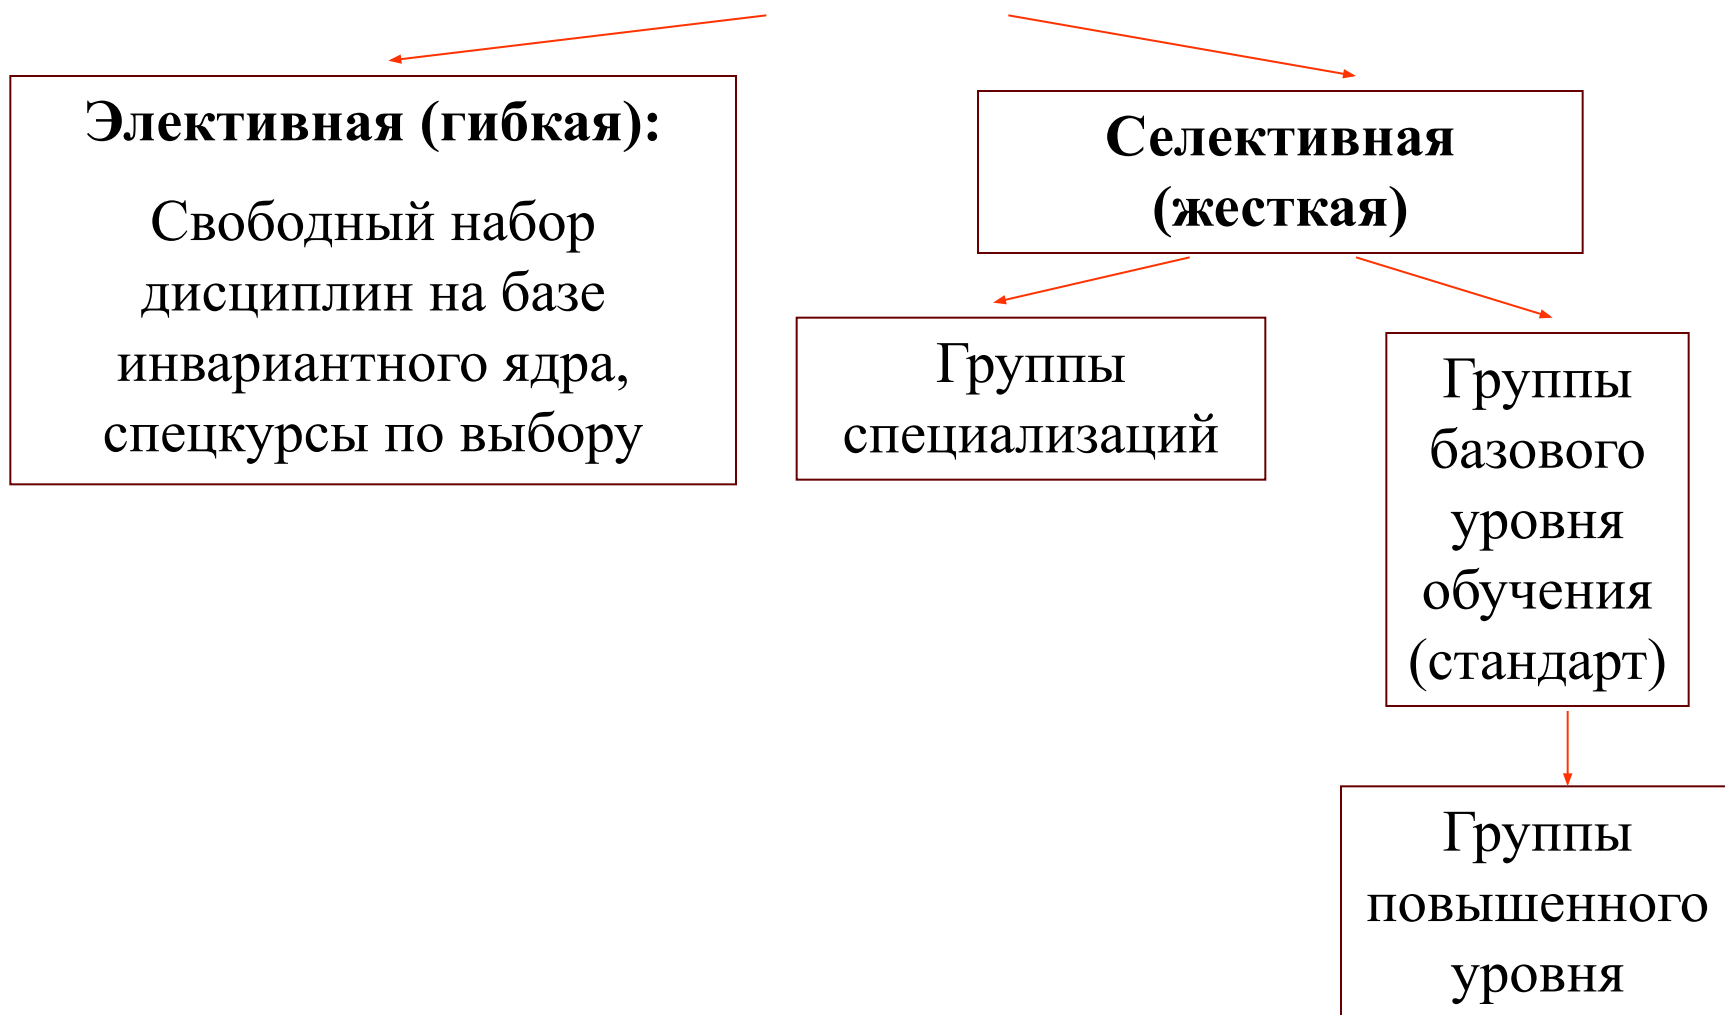 Элективная (гибкая):
Свободный набор
дисциплин на базе
инвариантного ядра,
спецкурсы по выбору
Селективная
(жесткая)
Группы
специализаций
Группы
базового
уровня
обучения
(стандарт)
Группы
повышенного
уровня